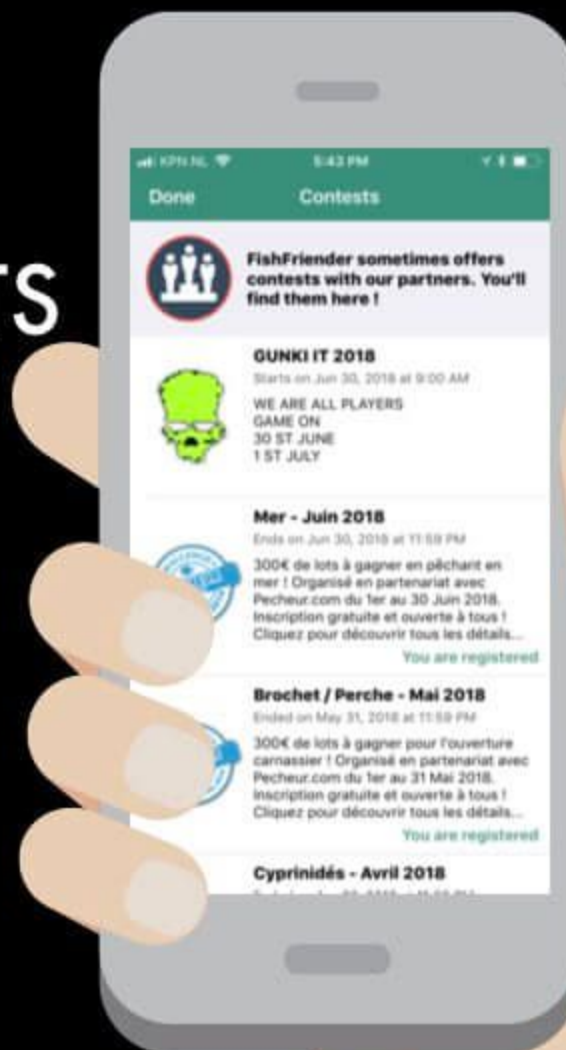 TS
KPN NL
5:43 PM
Done
Contests
FishFriender sometimes offers
contests with our partners. You'll
find them here !
GUNKI IT 2018
Starts on Jun 30, 2018 at 9:00 AM
WE ARE ALL PLAYERS
GAME ON
30 ST JUNE
1 ST JULY
Mer - Juin 2018
Ends on Jun 30, 2018 at 11:59 PM
300€ de lots à gagner en pêchant en
mer ! Organisé en partenariat avec
Pecheur.com du 1er au 30 Juin 2018.
Inscription gratuite et ouverte à tous !
Cliquez pour découvrir tous les détails...
You are registered
Brochet / Perche - Mai 2018
Ended on May 31, 2018 at 11:59 PM
300€ de lots à gagner pour l'ouverture
carnassier ! Organisé en partenariat avec
Pecheur.com du 1er au 31 Mai 2018.
Inscription gratuite et ouverte à tous !
Cliquez pour découvrir tous les détails...
You are registered
Cyprinidés - Avril 2018